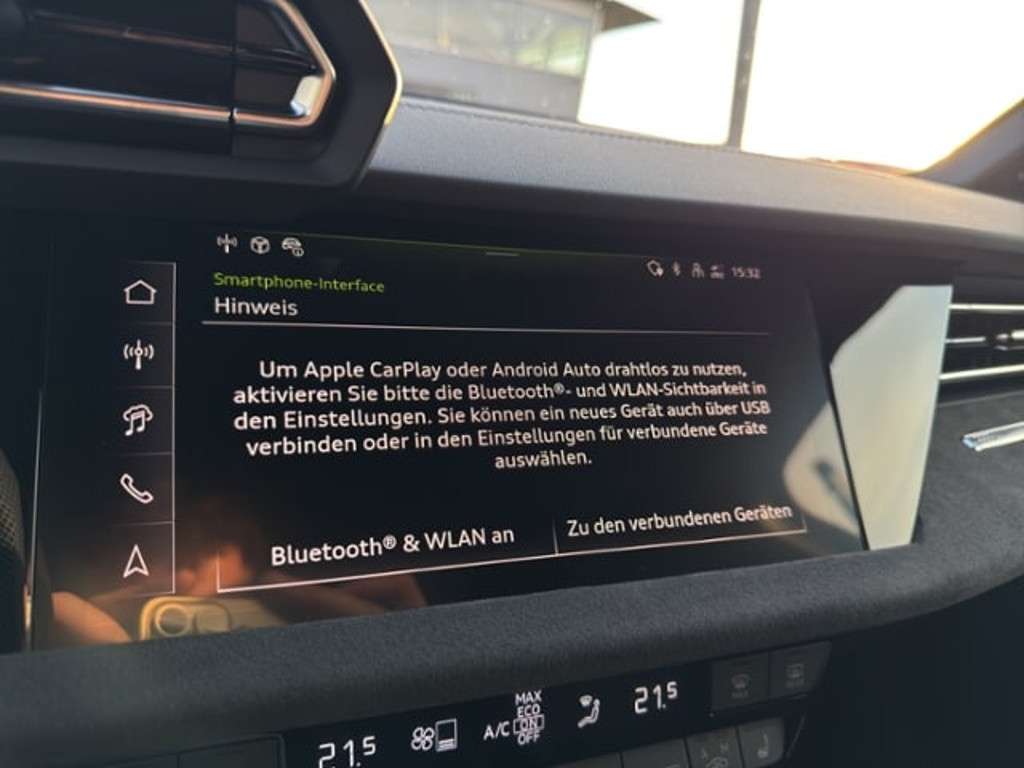 15:32
Smartphone-Interface
Hinweis
Um Apple CarPlay oder Android Auto drahtlos zu nutzen,
aktivieren Sie bitte die Bluetooth®- und WLAN-Sichtbarkeit in
den Einstellungen. Sie können ein neues Gerät auch über USB
verbinden oder in den Einstellungen für verbundene Geräte
auswählen.
Bluetooth® & WLAN an
Zu den verbundenen Geräten
21.5
A/C
MAX
ECO
ON
OFF
21.5